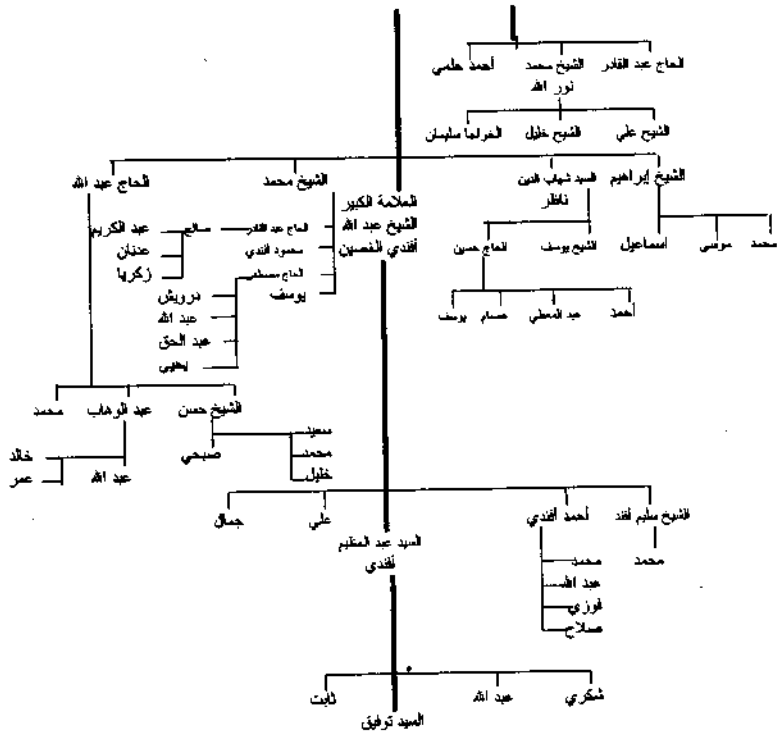 الحاج عبد القادر
الشيخ محمد
نور الله
أحمد حلمي
الشيخ علي
الشيخ خليل
الخواجا سليمان
الشيخ إبراهيم
السيد شهاب الدين
ناظر
الشيخ محمد
الحاج عبد الله
العلامة الكبير
الشيخ عبد الله
أفندي الغصين
محمد
موسى
اسماعيل
الشيخ يوسف
الحاج حسين
أحمد
عبد المعطي
حسام
يوسف
الحاج عبد القادر
محمود أفندي
الحاج مصطفى
يوسف
صالح
عبد الكريم
عدنان
زكريا
درويش
عبد الله
عبد الحق
الشيخ حسن
عبد الوهاب
محمد
سعيد
محمد
خليل
صبحي
عبد الله
خالد
عمر
الشيخ سليم أفند
أحمد أفندي
السيد عبد العظيم
أفندي
علي
جمال
محمد
محمد
عبد الله
فوزي
صلاح
شكري
عبد الله
السيد توفيق
ثابت